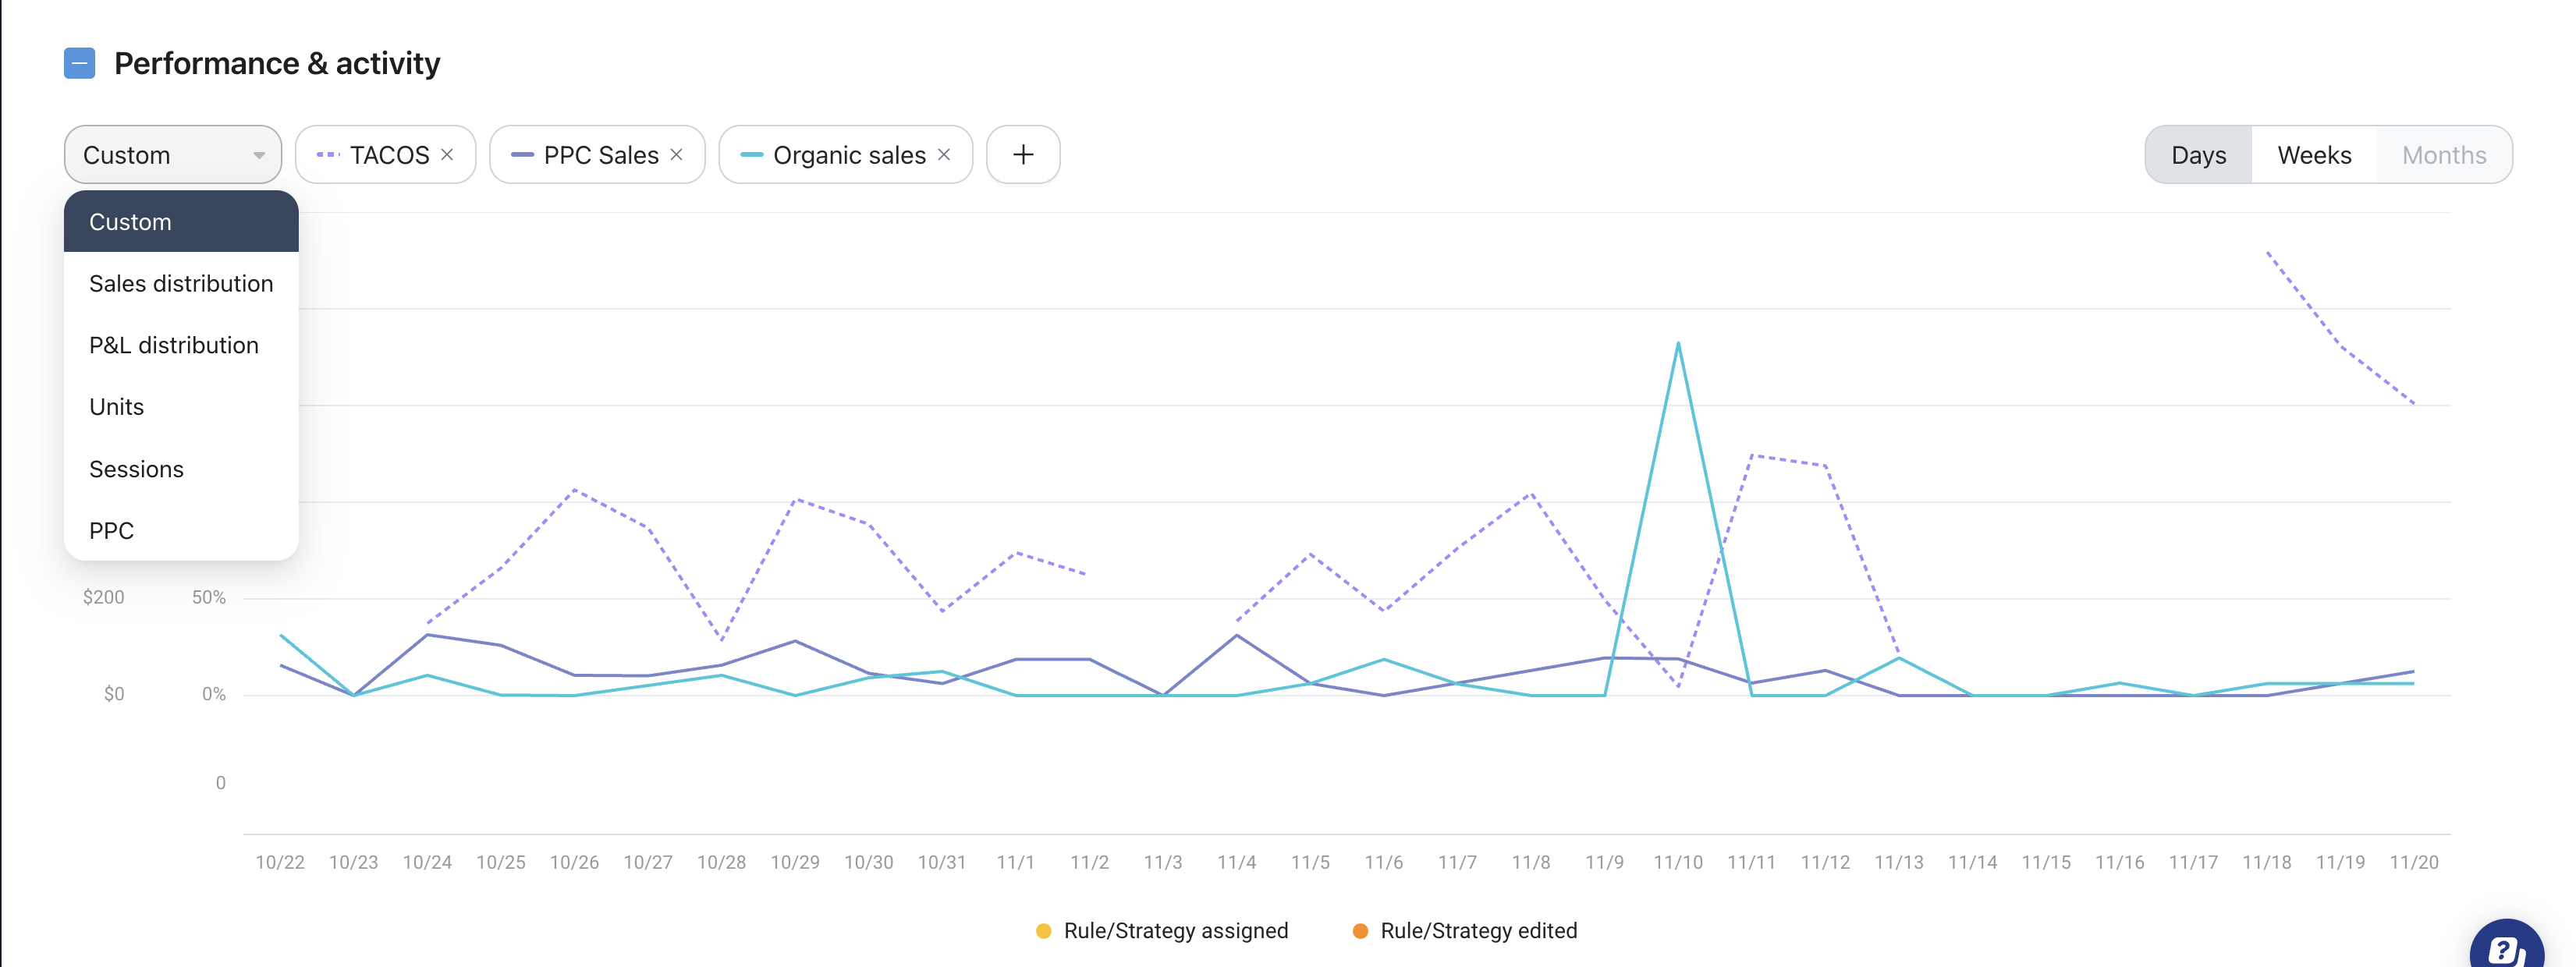 Performance & activity
Custom
TACOS
PPC Sales
Organic sales
Days
Weeks
Months
Custom
Sales distribution
P&L distribution
Units
Sessions
PPC
$200 50%
$0 0%
0
10/22 10/23 10/24 10/25 10/26 10/27 10/28 10/29 10/30 10/31 11/1 11/2 11/3 11/4 11/5 11/6 11/7 11/8 11/9 11/10 11/11 11/12 11/13 11/14 11/15 11/16 11/17 11/18 11/19 11/20
Rule/Strategy assigned
Rule/Strategy edited
?